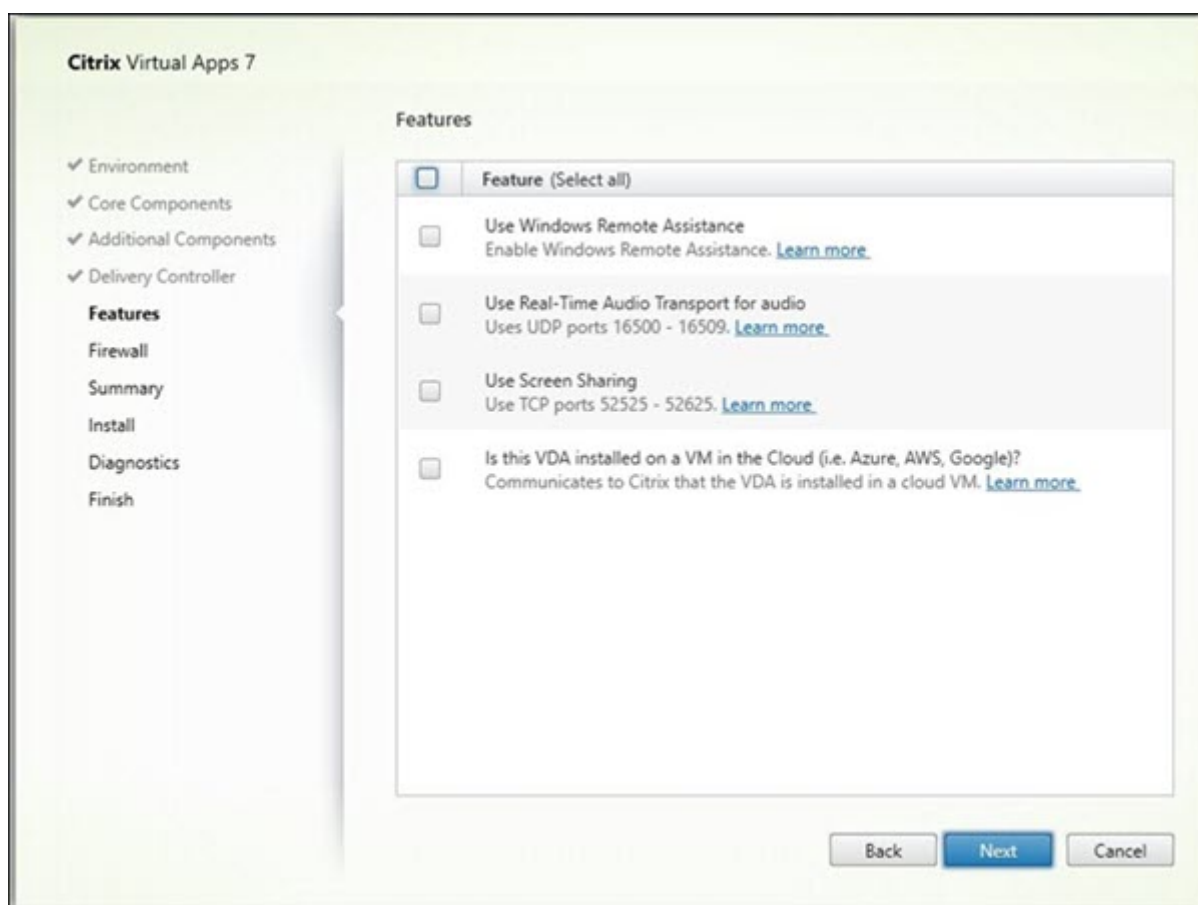 Citrix Virtual Apps 7
Features
Environment
Core Components
Additional Components
Delivery Controller
Features
Firewall
Summary
Install
Diagnostics
Finish
Feature (Select all)
Use Windows Remote Assistance
Enable Windows Remote Assistance. Learn more
Use Real-Time Audio Transport for audio
Uses UDP ports 16500 - 16509. Learn more
Use Screen Sharing
Use TCP ports 52525 - 52625. Learn more
Is this VDA installed on a VM in the Cloud (i.e. Azure, AWS, Google)?
Communicates to Citrix that the VDA is installed in a cloud VM. Learn more
Back
Next
Cancel